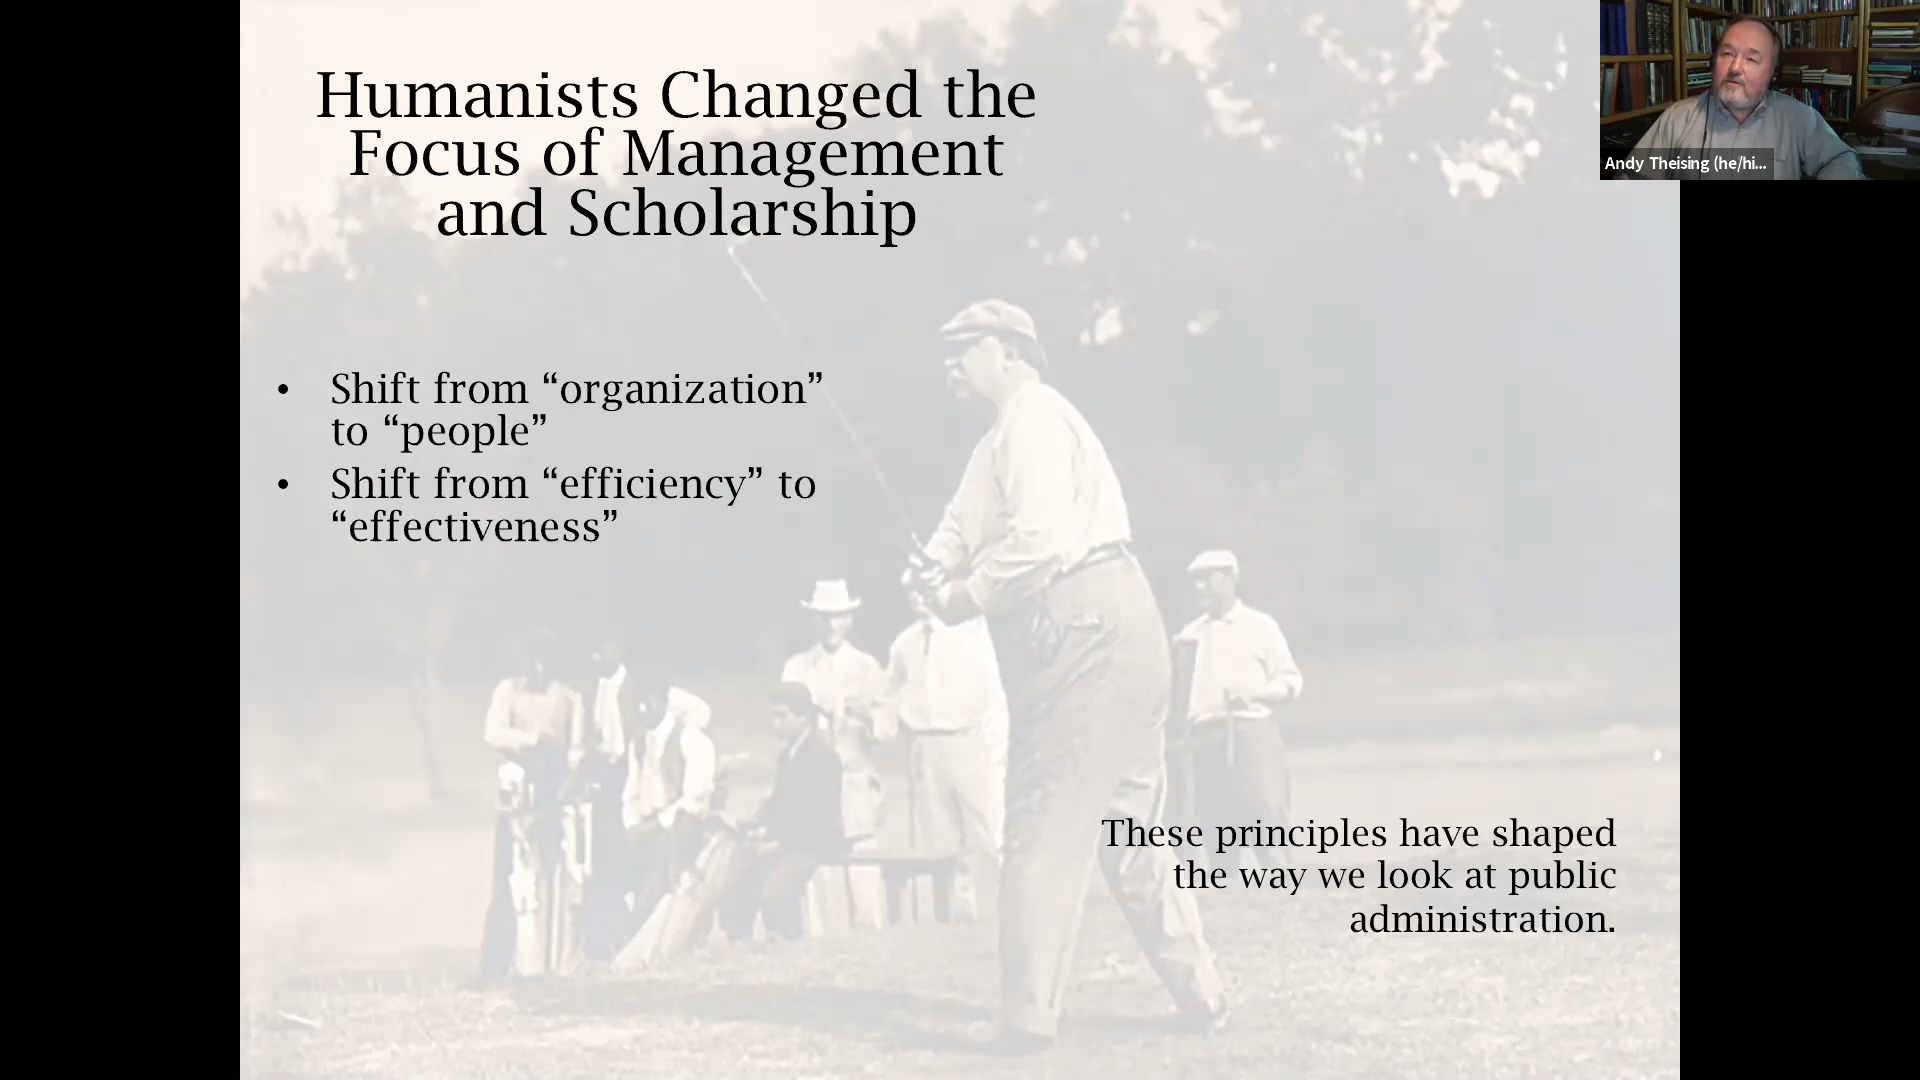 Humanists Changed the
Focus of Management
and Scholarship
Andy Theising (he/hi...
• Shift from “organization”
to “people”
• Shift from “efficiency” to
“effectiveness”
These principles have shaped
the way we look at public
administration.